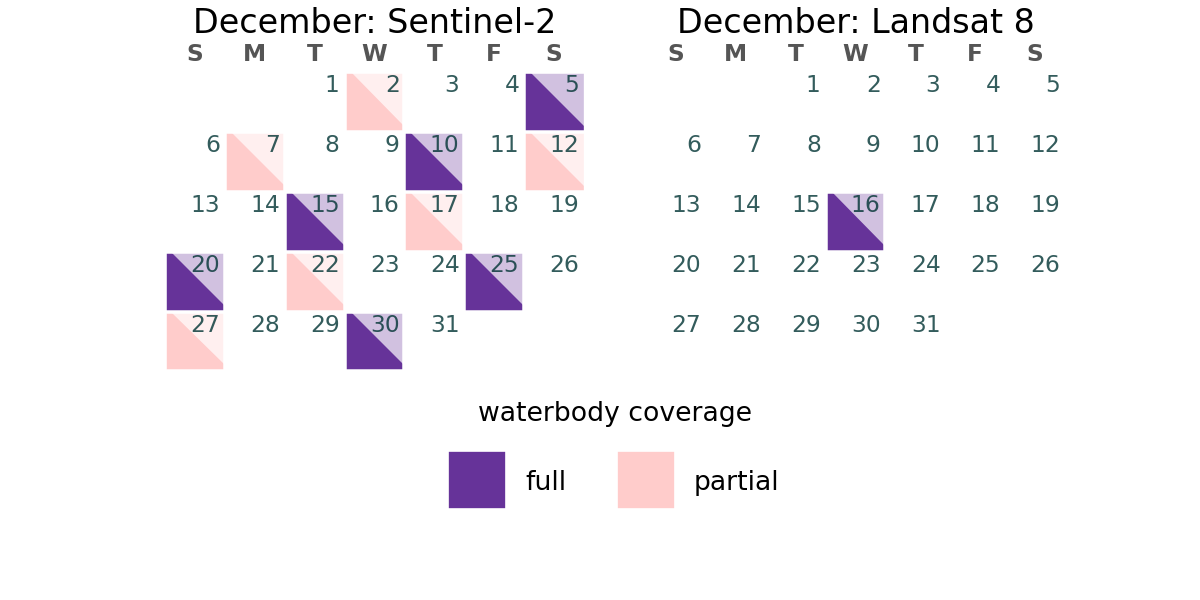 December: Sentinel-2
S M T W T F S
1 2 3 4 5
6 7 8 9 10 11 12
13 14 15 16 17 18 19
20 21 22 23 24 25 26
27 28 29 30 31
December: Landsat 8
S M T W T F S
1 2 3 4 5
6 7 8 9 10 11 12
13 14 15 16 17 18 19
20 21 22 23 24 25 26
27 28 29 30 31
waterbody coverage
full
partial